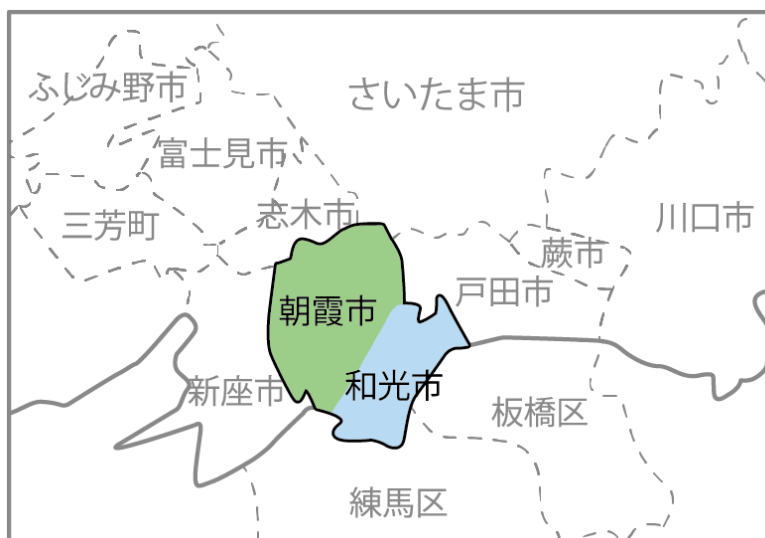 ふじみ野市
さいたま市
富士見市
志木市
三芳町
川口市
蕨市
戸田市
朝霞市
和光市
新座市
板橋区
練馬区